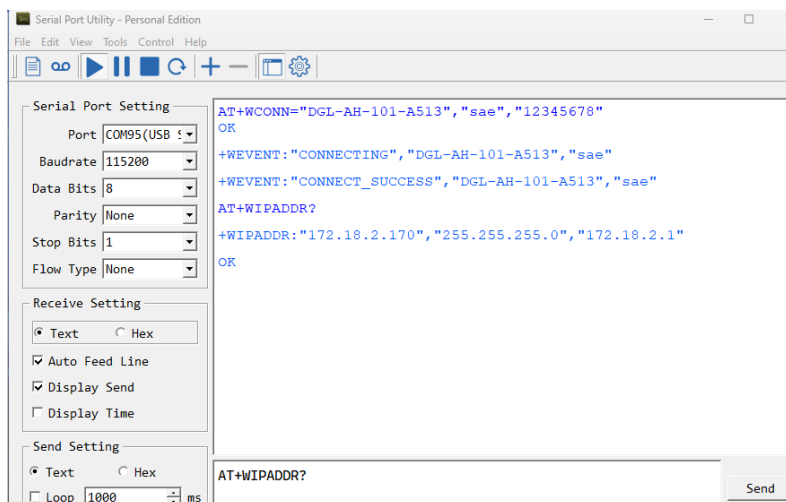 Serial Port Utility - Personal Edition
File Edit View Tools Control Help
Serial Port Setting
Port COM95(USB S
Baudrate 115200
Data Bits 8
Parity None
Stop Bits 1
Flow Type None
Receive Setting
Text Hex
Auto Feed Line
Display Send
Display Time
Send Setting
Text Hex
Loop 1000 ms
AT+WCONN="DGL-AH-101-A513","sae","12345678"
OK
+WEVENT:"CONNECTING","DGL-AH-101-A513","sae"
+WEVENT:"CONNECT_SUCCESS","DGL-AH-101-A513","sae"
AT+WIPADDR?
+WIPADDR:"172.18.2.170","255.255.255.0","172.18.2.1"
OK
AT+WIPADDR?
Send